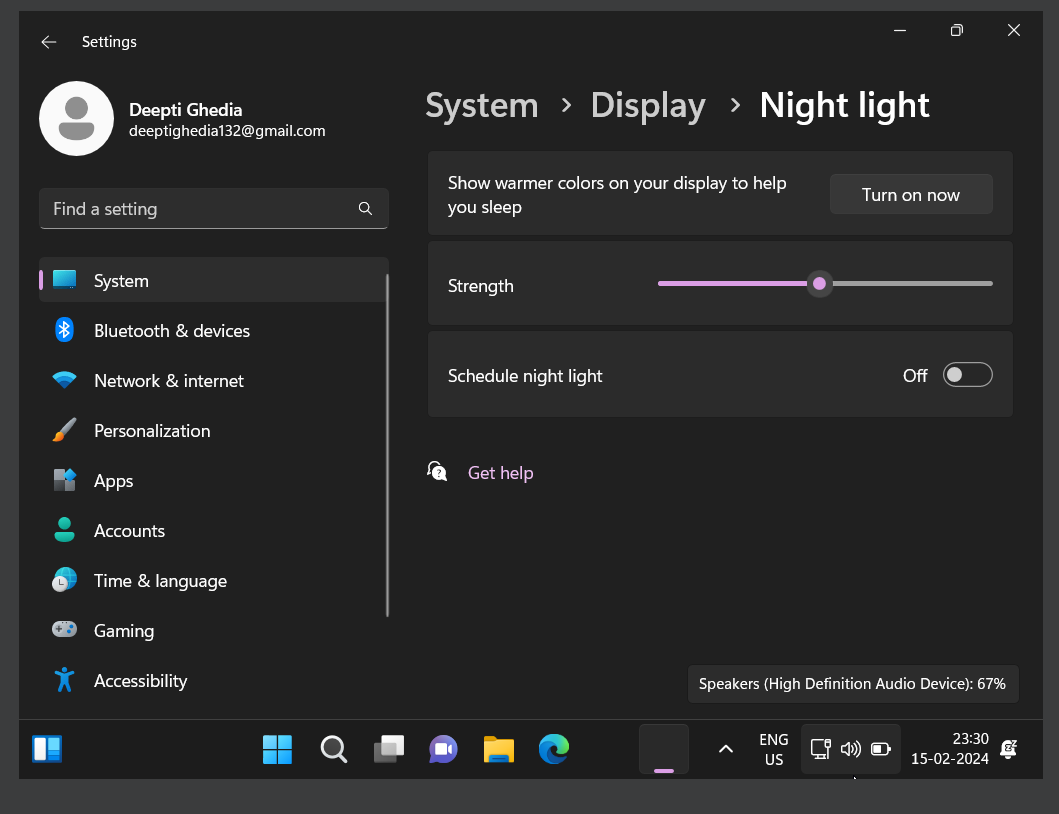 Settings
Deepti Ghedia
deeptighedia132@gmail.com
Find a setting
System
Bluetooth & devices
Network & internet
Personalization
Apps
Accounts
Time & language
Gaming
Accessibility
System > Display > Night light
Show warmer colors on your display to help
you sleep
Turn on now
Strength
Schedule night light
Off
Get help
Speakers (High Definition Audio Device): 67%
ENG
US
23:30
15-02-2024